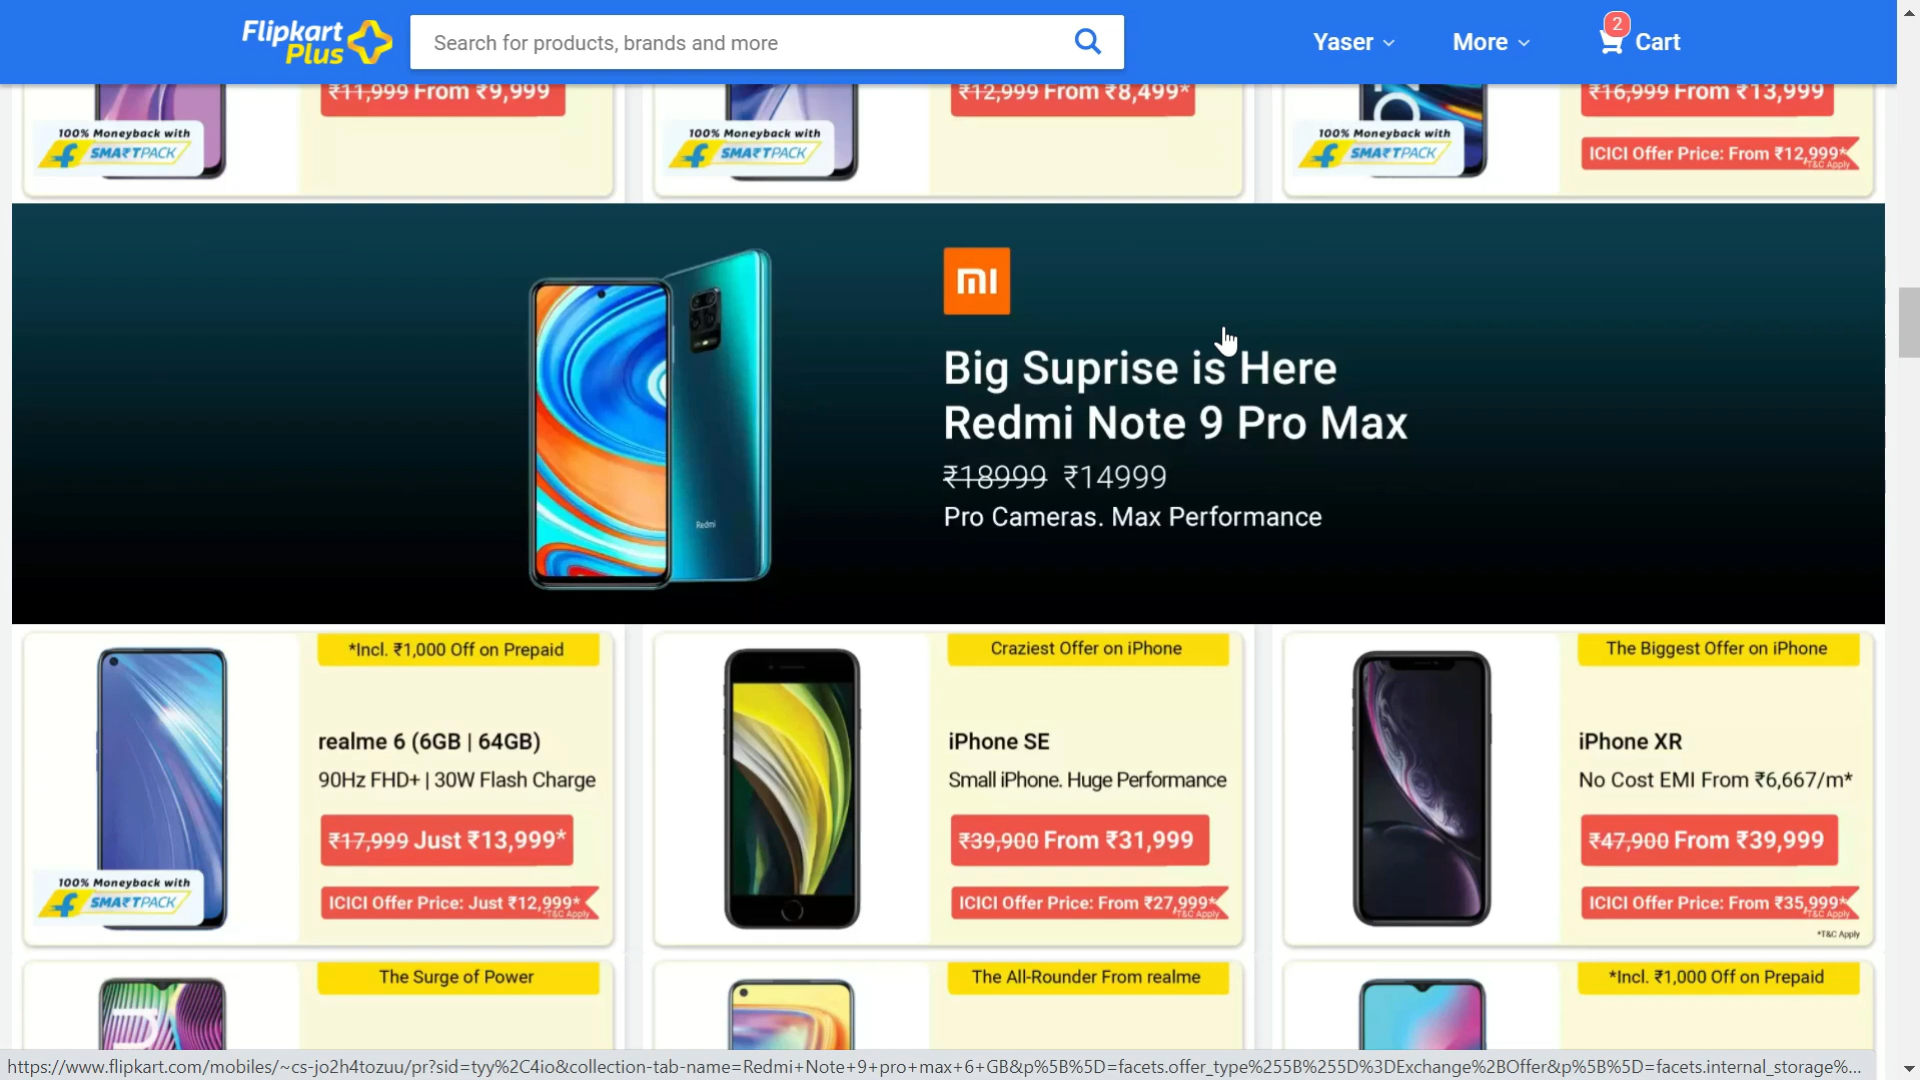 Flipkart
Plus
Search for products, brands and more
Yaser
More
2
Cart
₹11,999 From ₹9,999
100% Moneyback with
SMARTPACK
₹12,999 From ₹8,499*
100% Moneyback with
SMARTPACK
₹16,999 From ₹13,999
ICICI Offer Price: From ₹12,999*
T&C Apply
100% Moneyback with
SMARTPACK
mi
Big Suprise is Here
Redmi Note 9 Pro Max
₹18999 ₹14999
Pro Cameras. Max Performance
Redmi
*Incl. ₹1,000 Off on Prepaid
realme 6 (6GB | 64GB)
90Hz FHD+ | 30W Flash Charge
₹17,999 Just ₹13,999*
ICICI Offer Price: Just ₹12,999*
*T&C Apply
100% Moneyback with
SMARTPACK
Craziest Offer on iPhone
iPhone SE
Small iPhone. Huge Performance
₹39,900 From ₹31,999
ICICI Offer Price: From ₹27,999*
*T&C Apply
The Biggest Offer on iPhone
iPhone XR
No Cost EMI From ₹6,667/m*
₹47,900 From ₹39,999
ICICI Offer Price: From ₹35,999*
*T&C Apply
*T&C Apply
The Surge of Power
The All-Rounder From realme
*Incl. ₹1,000 Off on Prepaid
https://www.flipkart.com/mobiles/~cs-jo2h4tozuu/pr?sid=tyy%2C4io&collection-tab-name=Redmi+Note+9+pro+max+6+GB&p%5B%5D=facets.offer_type%255B%255D%3DExchange%2BOffer&p%5B%5D=facets.internal_storage%...